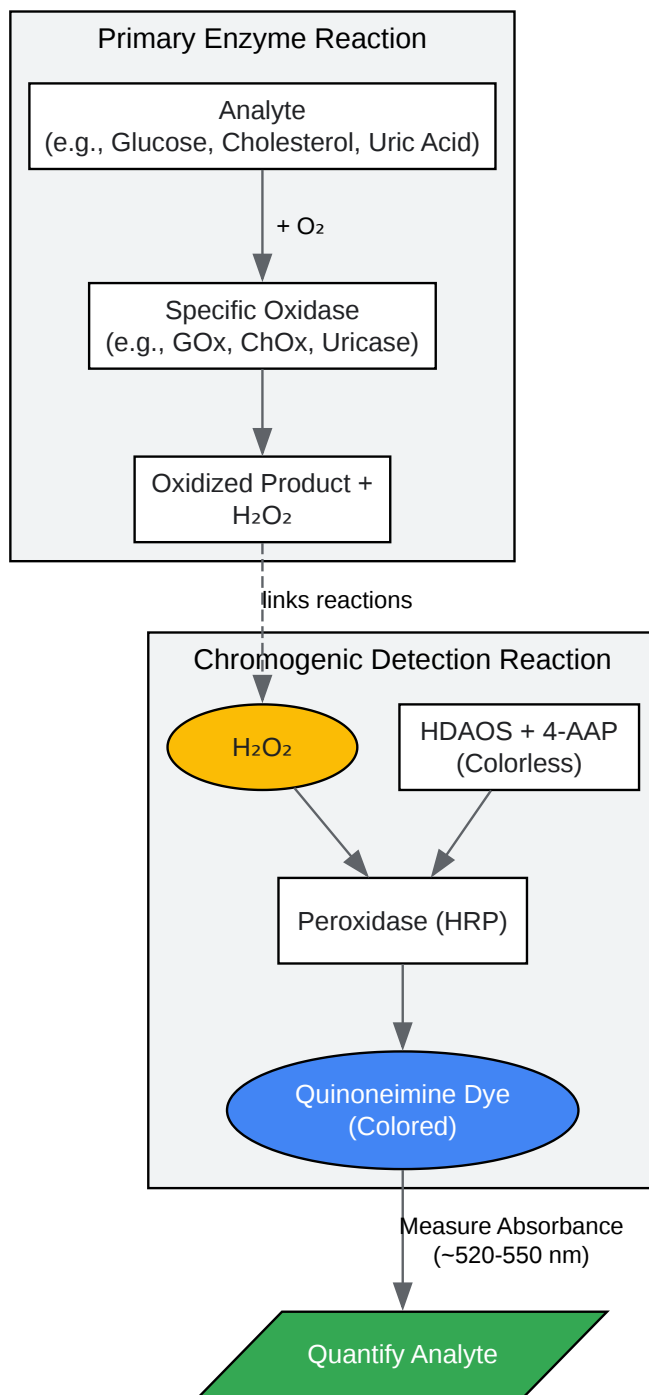 Primary Enzyme Reaction
Analyte
(e.g., Glucose, Cholesterol, Uric Acid)
+ O₂
Specific Oxidase
(e.g., GOx, ChOx, Uricase)
Oxidized Product +
H₂O₂
links reactions
Chromogenic Detection Reaction
H₂O₂
HDAOS + 4-AAP
(Colorless)
Peroxidase (HRP)
Quinoneimine Dye
(Colored)
Measure Absorbance
(~520-550 nm)
Quantify Analyte